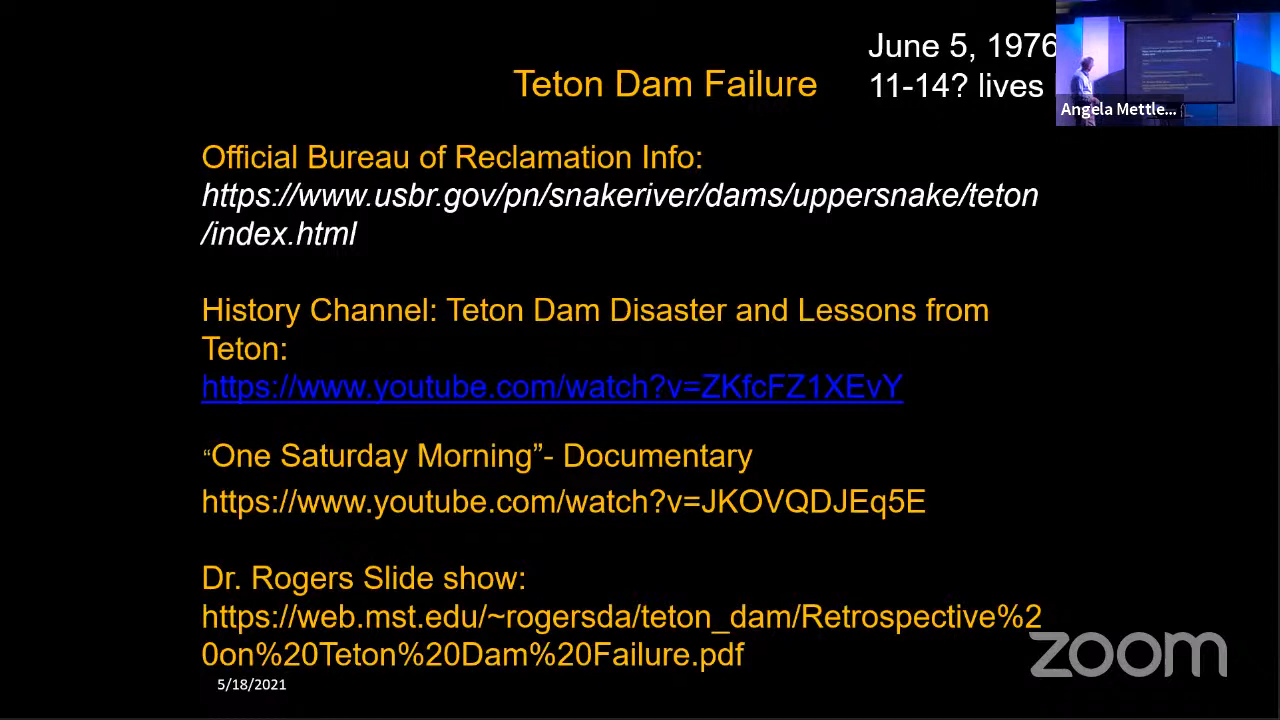 June 5, 1976
Teton Dam Failure
11-14? lives
Angela Mettle...
Official Bureau of Reclamation Info:
https://www.usbr.gov/pn/snakeriver/dams/uppersnake/teton
/index.html
History Channel: Teton Dam Disaster and Lessons from
Teton:
https://www.youtube.com/watch?v=ZKfcFZ1XEvY
“One Saturday Morning”- Documentary
https://www.youtube.com/watch?v=JKOVQDJEq5E
Dr. Rogers Slide show:
https://web.mst.edu/~rogersda/teton_dam/Retrospective%2
0on%20Teton%20Dam%20Failure.pdf
zoom
5/18/2021